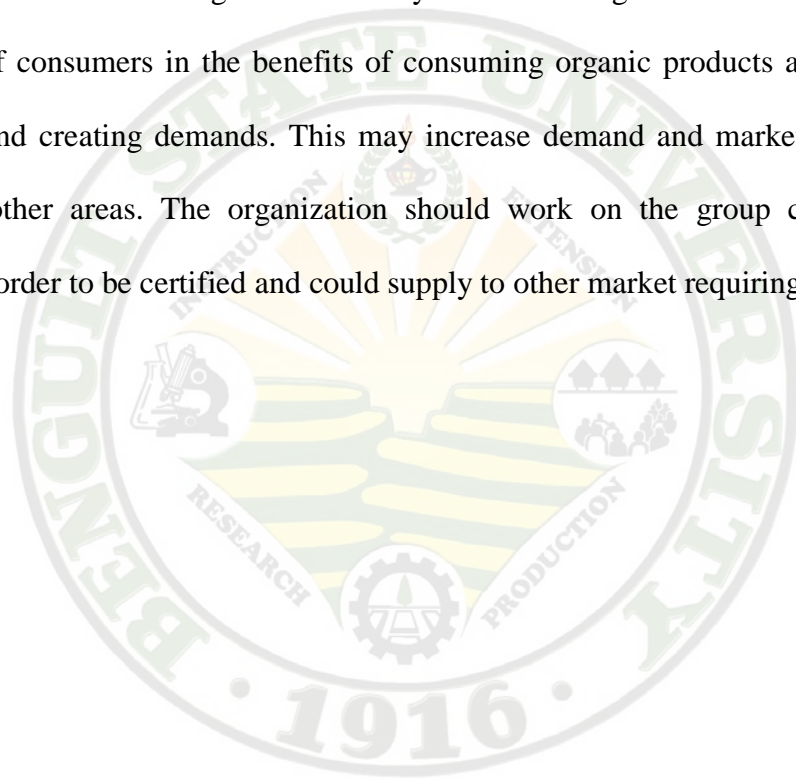 f consumers in the benefits of consuming organic products a
nd creating demands. This may increase demand and marke
other areas. The organization should work on the group c
order to be certified and could supply to other market requiring
BENGUET STATE UNIVERSITY
INSTRUCTION
EXTENSION
RESEARCH
PRODUCTION
1916